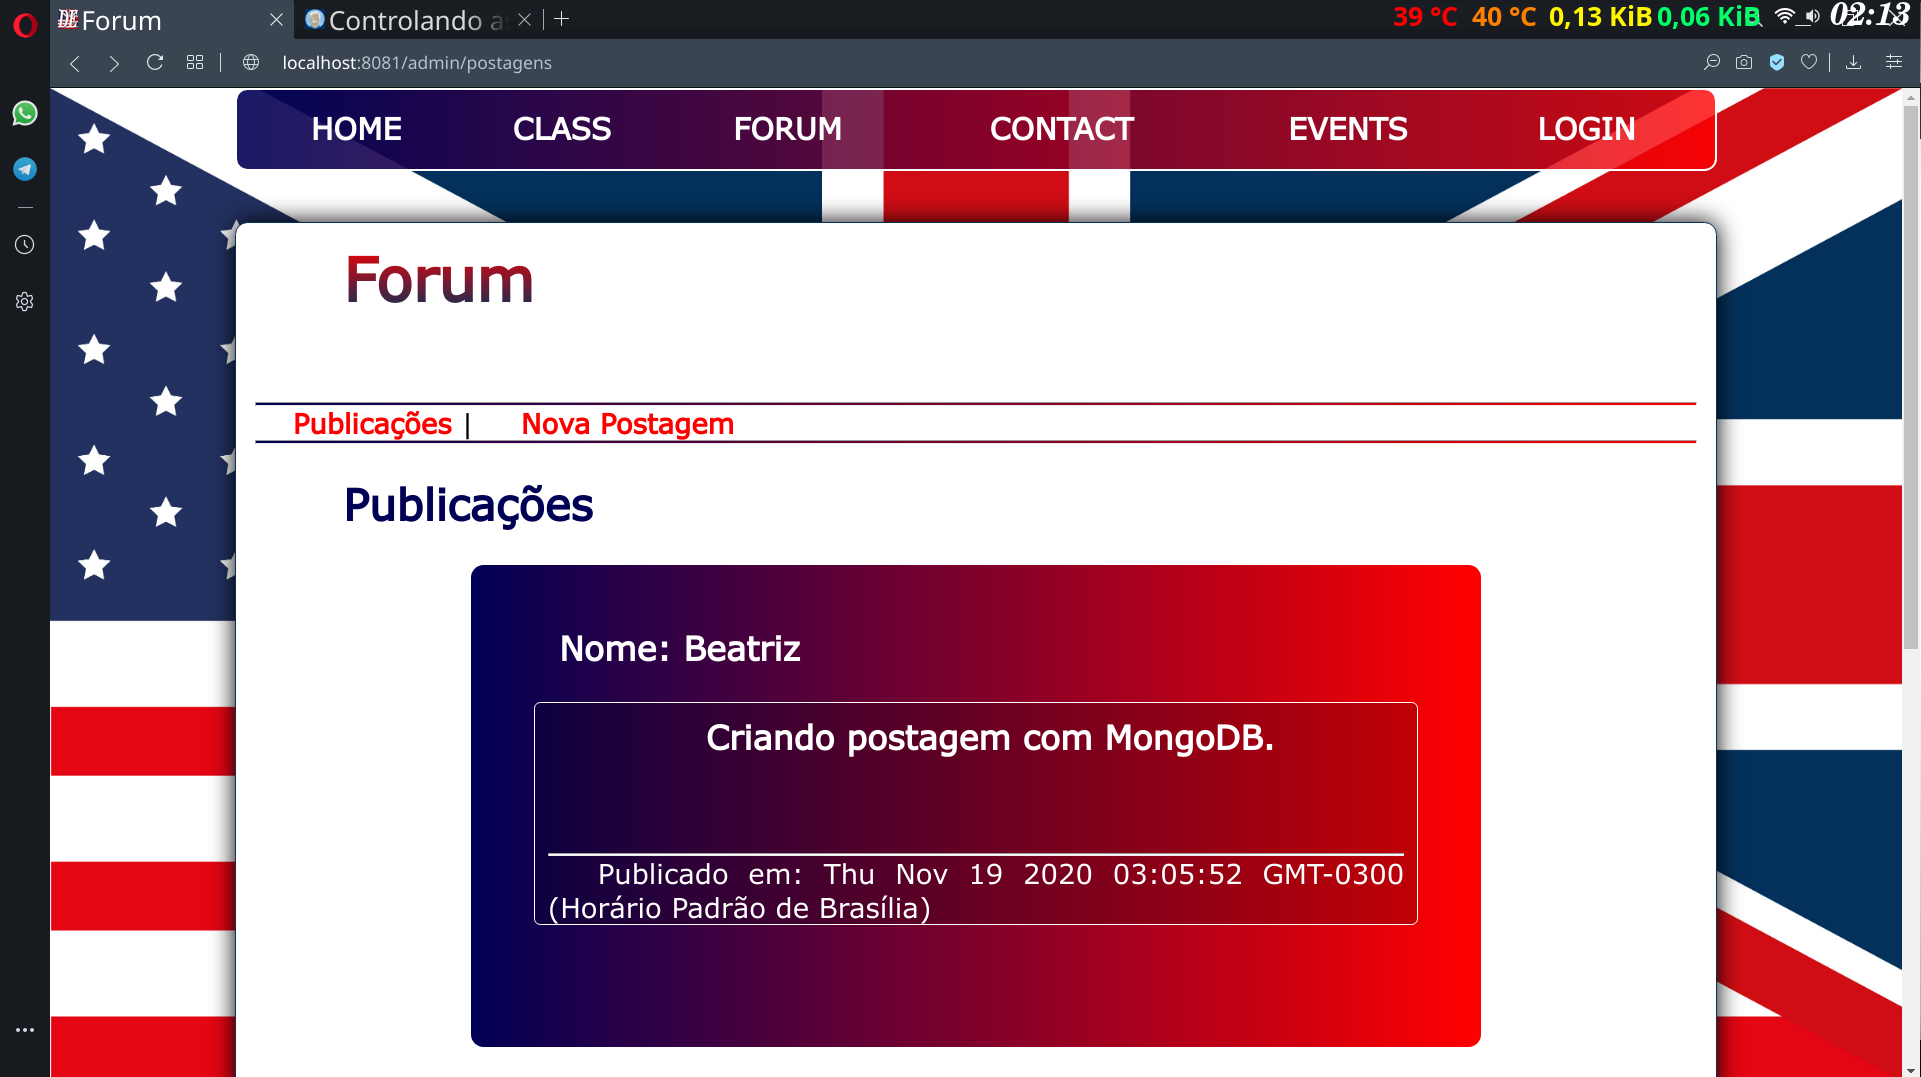 Forum
Controlando a
39 °C 40 °C 0,13 KiB 0,06 KiB 02:13
localhost:8081/admin/postagens
HOME CLASS FORUM CONTACT EVENTS LOGIN
Forum
Publicações | Nova Postagem
Publicações
Nome: Beatriz
Criando postagem com MongoDB.
Publicado em: Thu Nov 19 2020 03:05:52 GMT-0300
(Horário Padrão de Brasília)